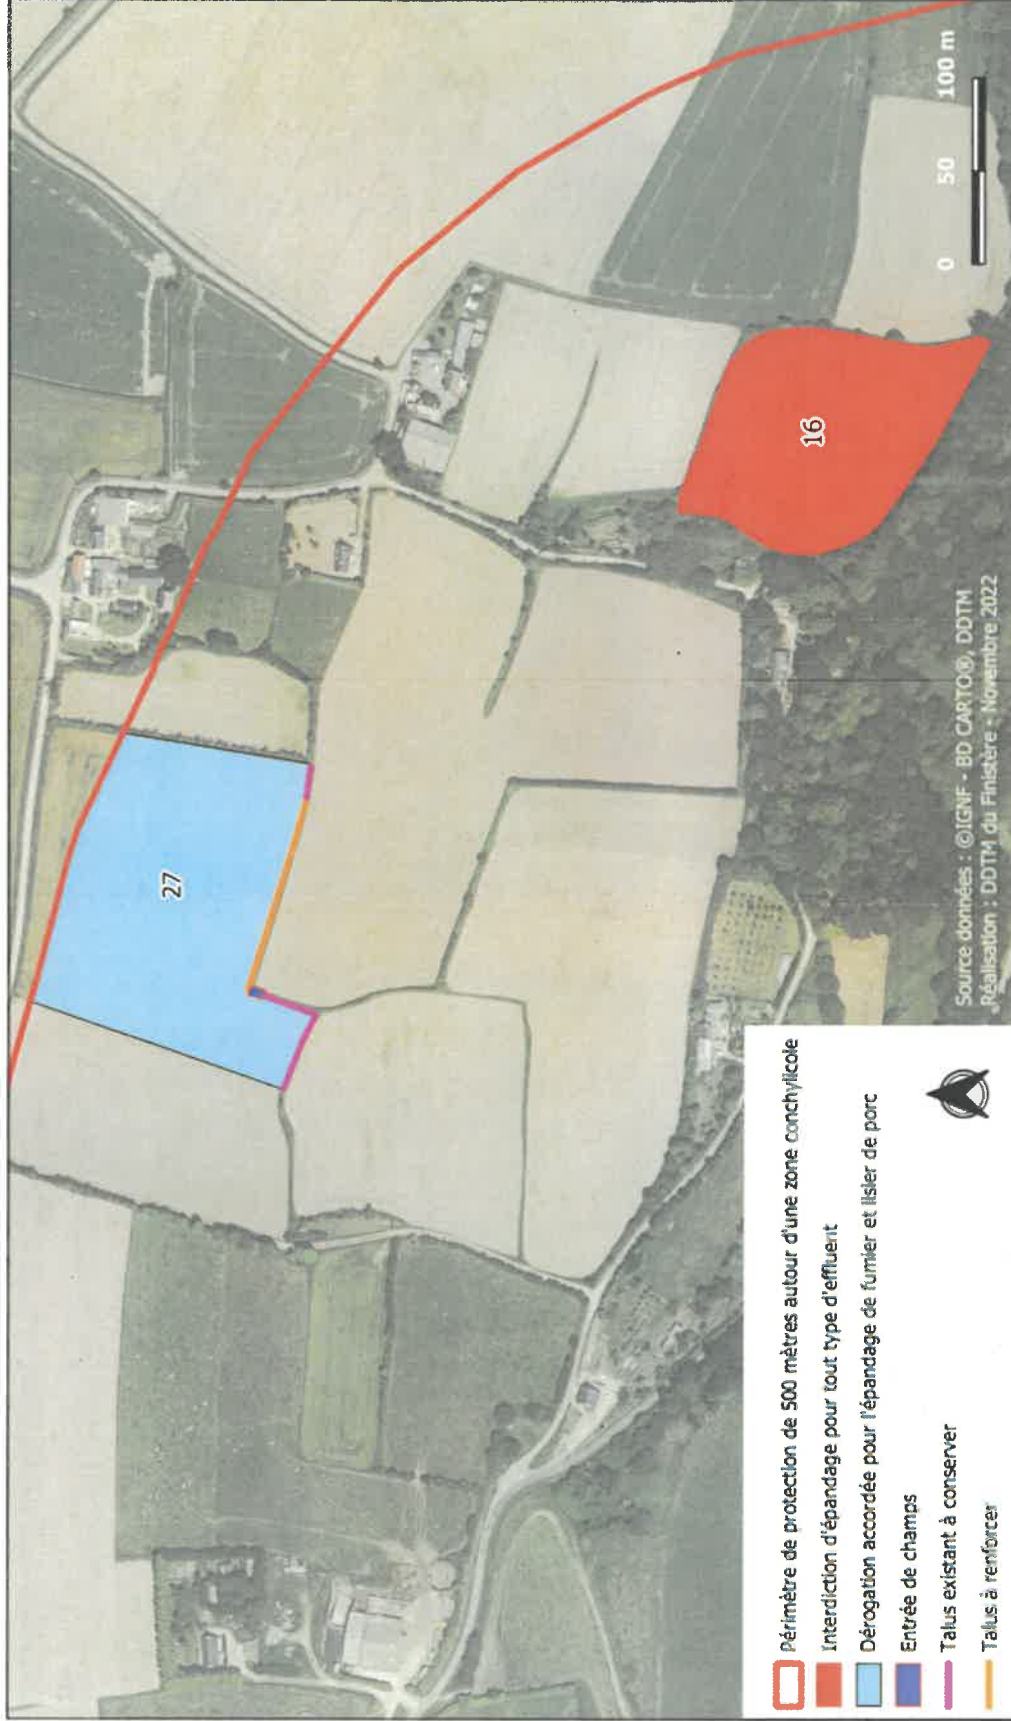 27
16
0 50 100 m
Source données : ©IGNF - BD CARTO®, DDTM
Réalisation : DDTM du Finistère - Novembre 2022
Périmètre de protection de 500 mètres autour d'une zone conchylicole
Interdiction d'épandage pour tout type d'effluent
Dérogation accordée pour l'épandage de fumier et lisier de porc
Entrée de champs
Talus existant à conserver
Talus à renforcer